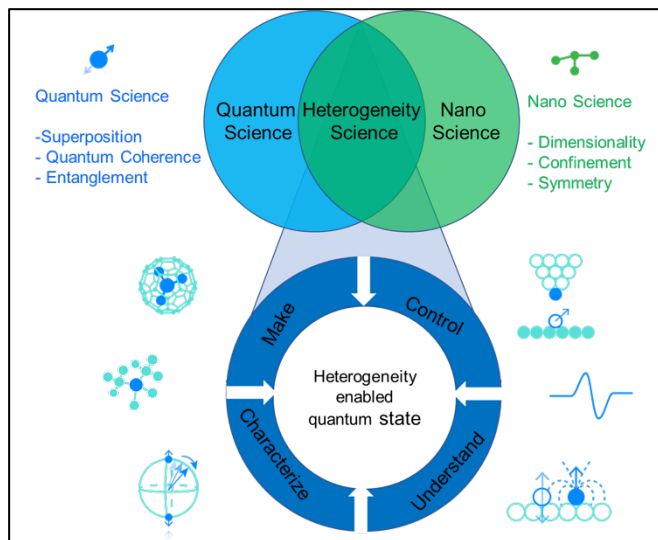 Quantum Science
-Superposition
- Quantum Coherence
- Entanglement
Quantum
Science
Heterogeneity
Science
Nano
Science
Nano Science
- Dimensionality
- Confinement
- Symmetry
Make
Control
Heterogeneity
enabled
quantum state
Characterize
Understand